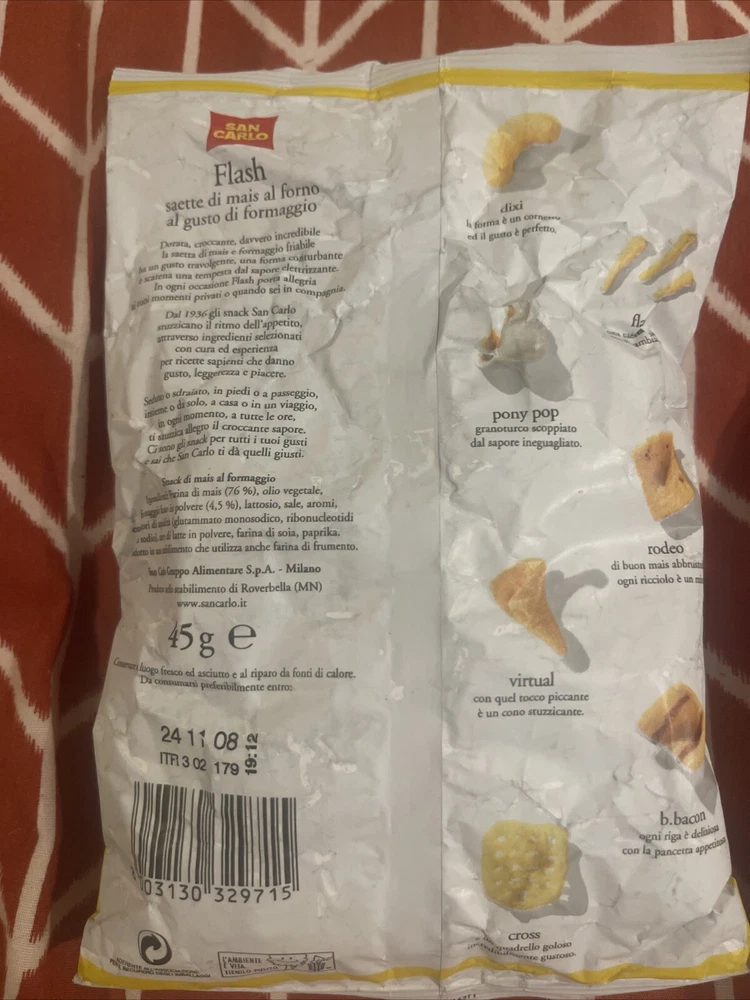 SAN
CARLO
Flash
saette di mais al forno
al gusto di formaggio
Dorata, croccante, davvero incredibile
la saetta di mais e formaggio friabile
ha un gusto travolgente, una forma conturbante
e scatena una tempesta dal sapore elettrizzante.
In ogni occasione Flash porta allegria
tuoi momenti privati o quando sei in compagnia.
Dal 1936 gli snack San Carlo
stuzzicano il ritmo dell'appetito,
attraverso ingredienti selezionati
con cura ed esperienza
per ricette sapienti che danno
gusto, leggerezza e piacere.
Seduto o sdraiato, in piedi o a passeggio,
insieme o da solo, a casa o in un viaggio,
in ogni momento, a tutte le ore,
ti stuzzica allegro il croccante sapore.
Ci sono gli snack per tutti i tuoi gusti
e sai che San Carlo ti dà quelli giusti.
Snack di mais al formaggio
farina di mais (76 %), olio vegetale,
in polvere (4,5 %), lattosio, sale, aromi,
(glutammato monosodico, ribonucleotidi
latte in polvere, farina di soia, paprika.
stabilimento che utilizza anche farina di frumento.
Gruppo Alimentare S.p.A. - Milano
stabilimento di Roverbella (MN)
www.sancarlo.it
45 g e
luogo fresco ed asciutto e al riparo da fonti di calore.
Da consumarsi preferibilmente entro:
24 11 08
19:12
ITRI 3 02 179
03130 329715
L'AMBIENTE
È VITA
dixi
la forma è un
ed il gusto è perfetto.
pony pop
granoturco scoppiato
dal sapore ineguagliato.
rodeo
di buon mais
ogni ricciolo è un
virtual
con quel tocco piccante
è un cono stuzzicante.
b.bacon
ogni riga è deliziosa
con la pancetta
cross
quadrello goloso
gustoso.